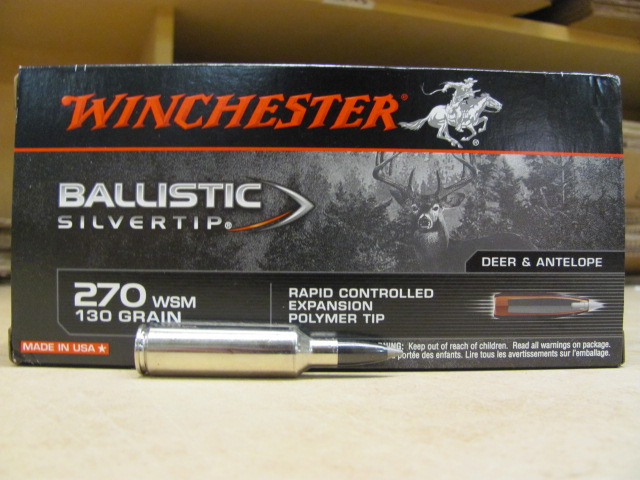 WINCHESTER®
®
BALLISTIC
SILVERTIP®
DEER & ANTELOPE
270 WSM
130 GRAIN
RAPID CONTROLLED
EXPANSION
POLYMER TIP
MADE IN USA ★
Keep out of reach of children. Read all warnings on package.
portée des enfants. Lire tous les avertissements sur l'emballage.